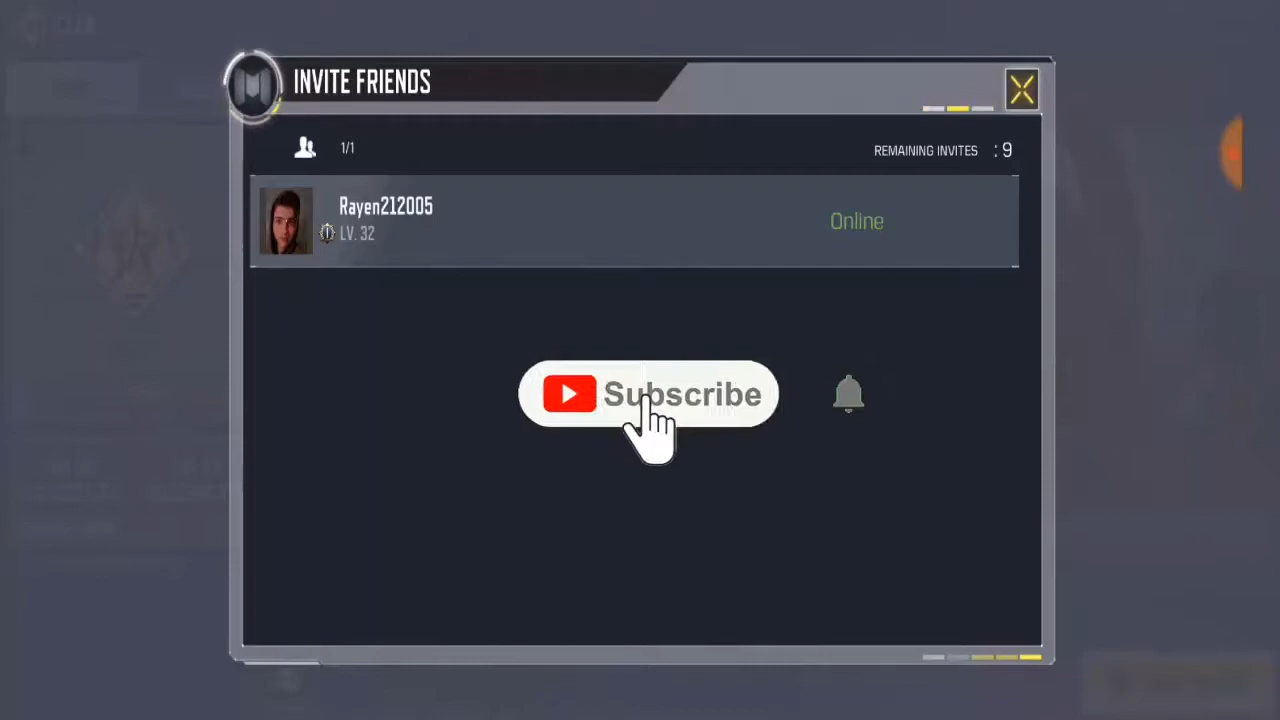 INVITE FRIENDS
1/1
REMAINING INVITES : 9
Rayen212005
LV. 32
Online
Subscribe